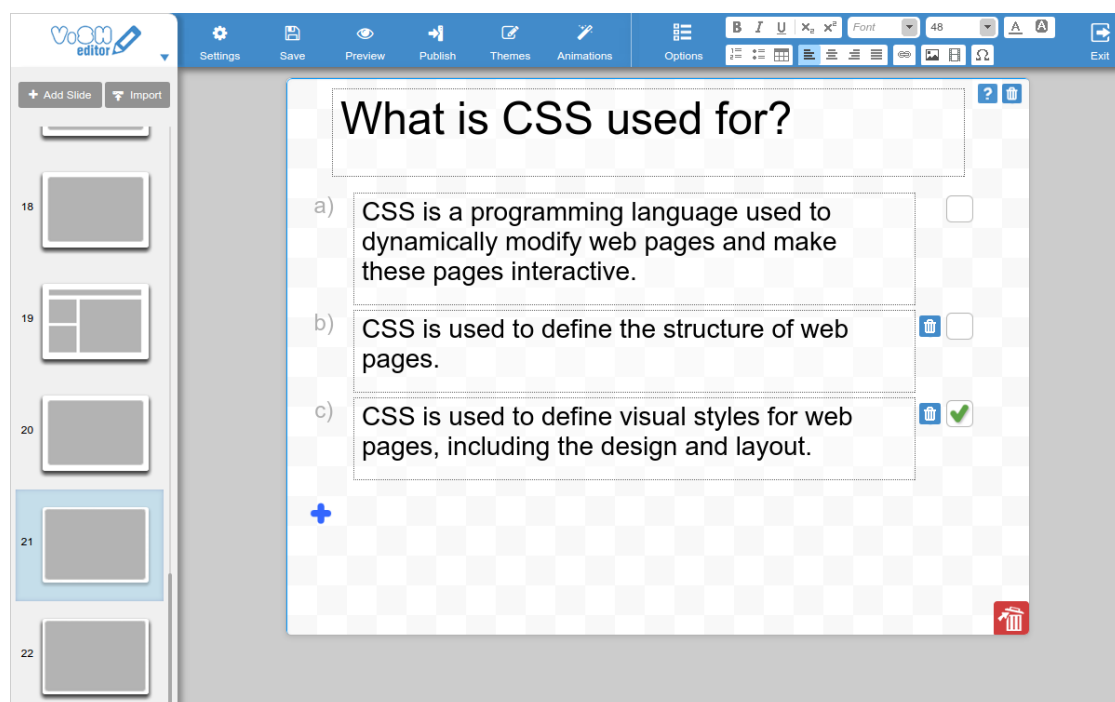 VISH editor
Settings
Save
Preview
Publish
Themes
Animations
Options
B I U X₂ X² Font 48 A A
Ω
Exit
+ Add Slide
Import
18
19
20
21
22
What is CSS used for?
?
a)
CSS is a programming language used to
dynamically modify web pages and make
these pages interactive.
b)
CSS is used to define the structure of web
pages.
c)
CSS is used to define visual styles for web
pages, including the design and layout.